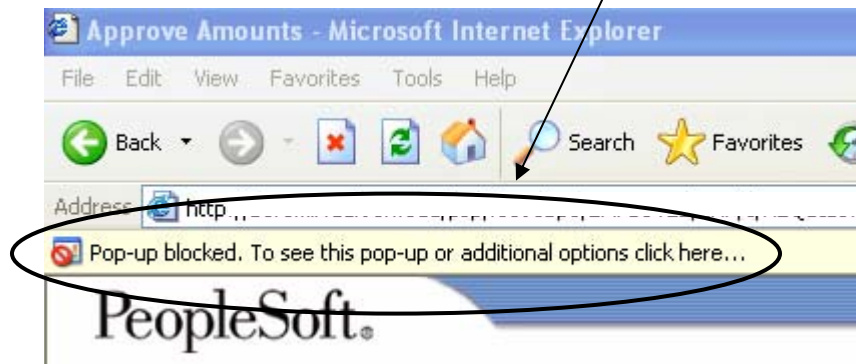 Approve Amounts - Microsoft Internet Explorer
File Edit View Favorites Tools Help
Back Search Favorites
Address http
Pop-up blocked. To see this pop-up or additional options click here...
PeopleSoft®